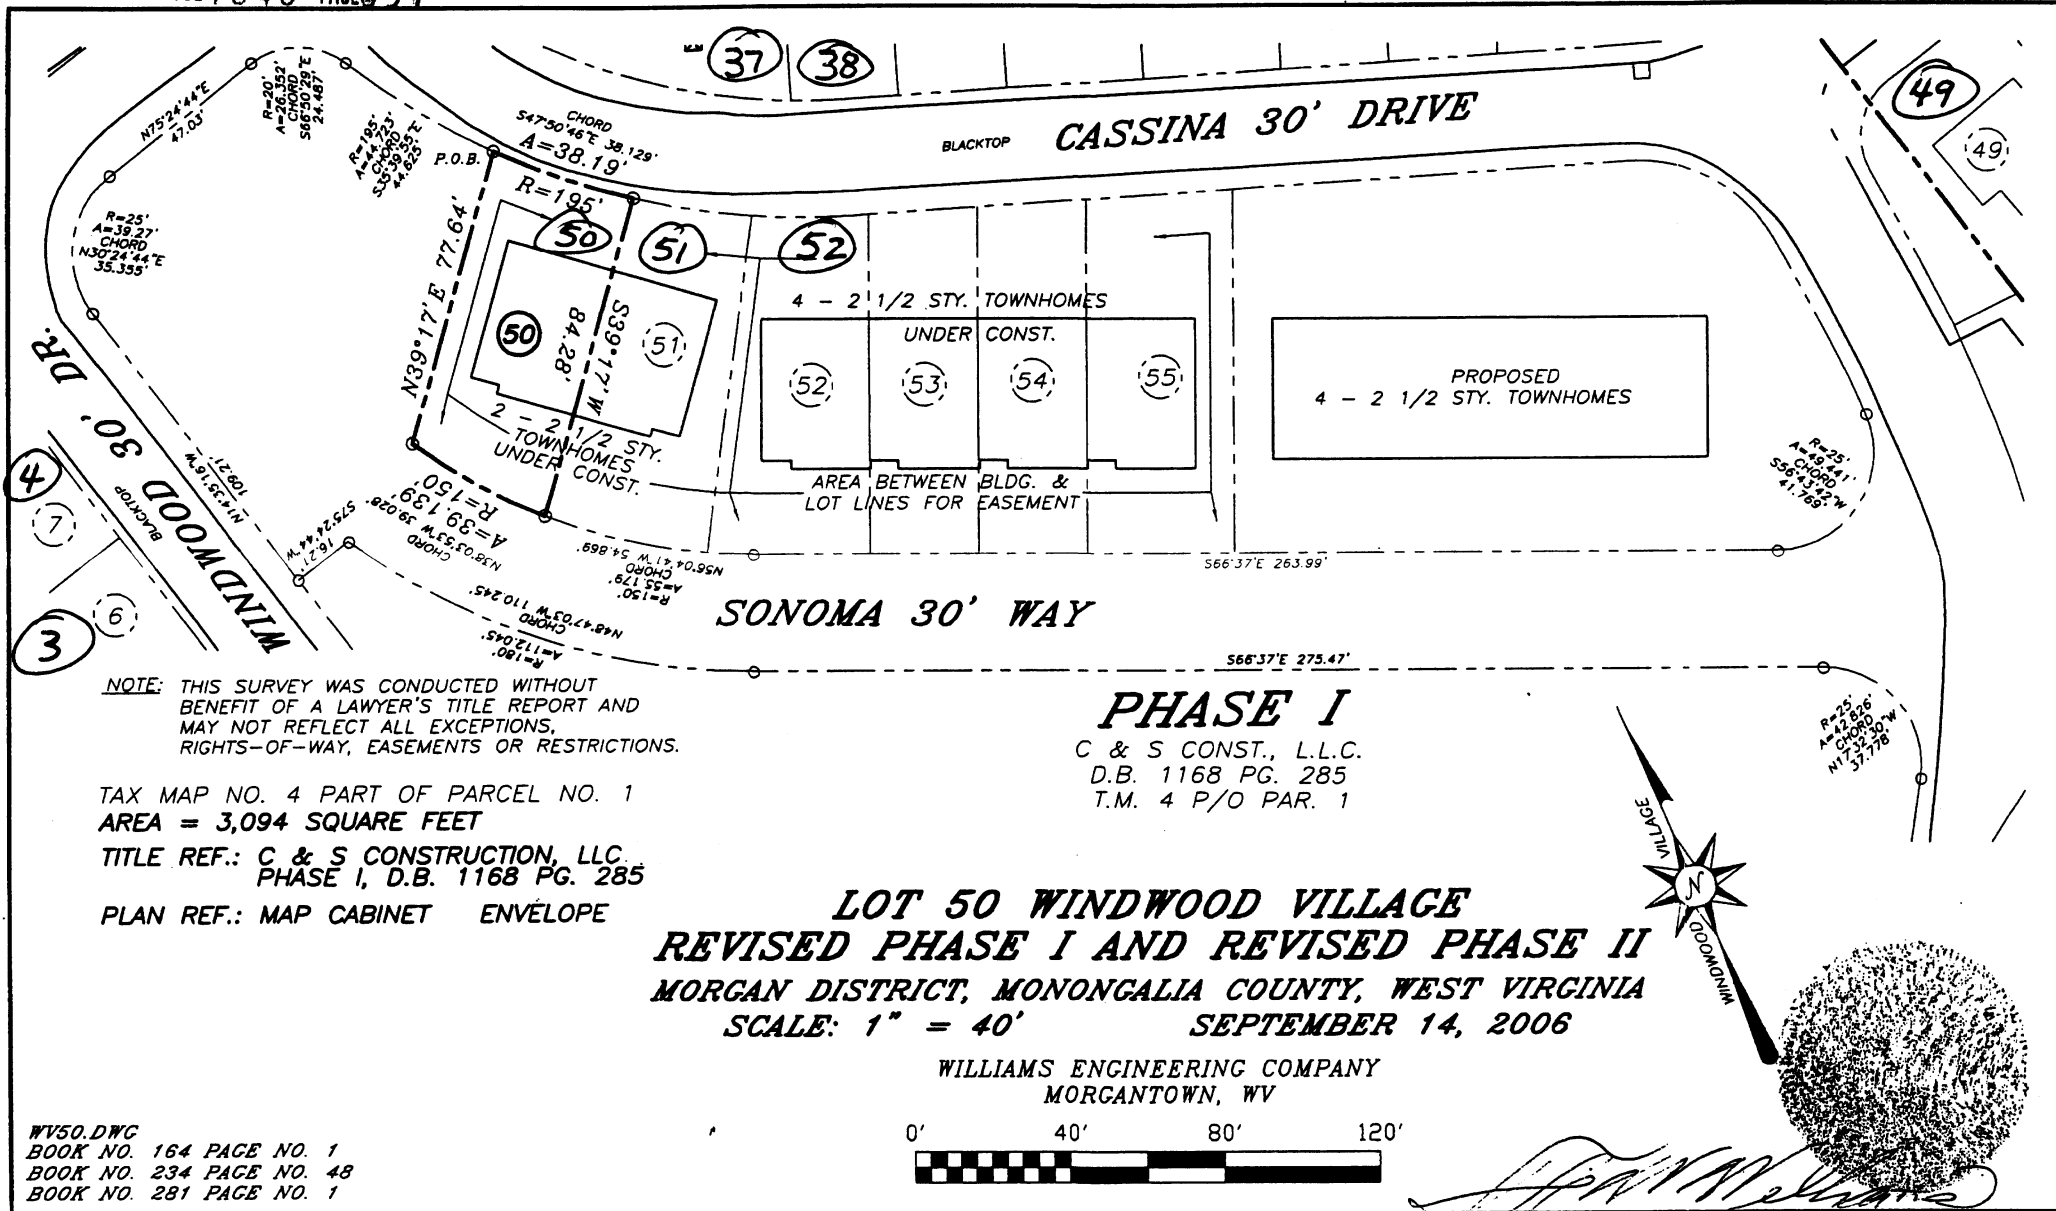 37
38
49
49
N75°24'44"E
47.03'
R=20'
A=26.352'
CHORD
S66°50'29"E
24.487'
R=195'
A=44.723'
CHORD
S35°39'55"E
44.625'
CHORD
S47°50'46"E 38.129'
A=38.19'
R=195'
P.O.B.
BLACKTOP
CASSINA 30' DRIVE
R=25'
A=39.27'
CHORD
N30°24'44"E
35.355'
N39°17'E 77.64'
50
51
52
50
51
S39°17'W
84.28'
2 - 2 1/2 STY.
TOWNHOMES
UNDER CONST.
4 - 2 1/2 STY. TOWNHOMES
UNDER CONST.
52
53
54
55
AREA BETWEEN BLDG. &
LOT LINES FOR EASEMENT
PROPOSED
4 - 2 1/2 STY. TOWNHOMES
R=25'
A=49.441'
CHORD
S56°43'42"W
41.769'
WINDWOOD 30' DR.
BLACKTOP
N14°35'16"W
109.21'
S75°24'44"W
16.21'
4
7
3
6
R=150'
A=39.139'
CHORD
N38°03'53"W 39.028'
R=150'
A=55.179'
CHORD
N56°04'41"W 54.869'
R=180'
A=112.045'
CHORD
N48°47'03"W 110.245'
S66°37'E 263.99'
SONOMA 30' WAY
S66°37'E 275.47'
R=25'
A=42.826'
CHORD
N17°32'30"W
37.778'
NOTE: THIS SURVEY WAS CONDUCTED WITHOUT
BENEFIT OF A LAWYER'S TITLE REPORT AND
MAY NOT REFLECT ALL EXCEPTIONS,
RIGHTS-OF-WAY, EASEMENTS OR RESTRICTIONS.
PHASE I
C & S CONST., L.L.C.
D.B. 1168 PG. 285
T.M. 4 P/O PAR. 1
TAX MAP NO. 4 PART OF PARCEL NO. 1
AREA = 3,094 SQUARE FEET
TITLE REF.: C & S CONSTRUCTION, LLC
PHASE I, D.B. 1168 PG. 285
PLAN REF.: MAP CABINET ENVELOPE
WINDWOOD VILLAGE
N
LOT 50 WINDWOOD VILLAGE
REVISED PHASE I AND REVISED PHASE II
MORGAN DISTRICT, MONONGALIA COUNTY, WEST VIRGINIA
SCALE: 1" = 40' SEPTEMBER 14, 2006
WILLIAMS ENGINEERING COMPANY
MORGANTOWN, WV
0' 40' 80' 120'
WV50.DWG
BOOK NO. 164 PAGE NO. 1
BOOK NO. 234 PAGE NO. 48
BOOK NO. 281 PAGE NO. 1